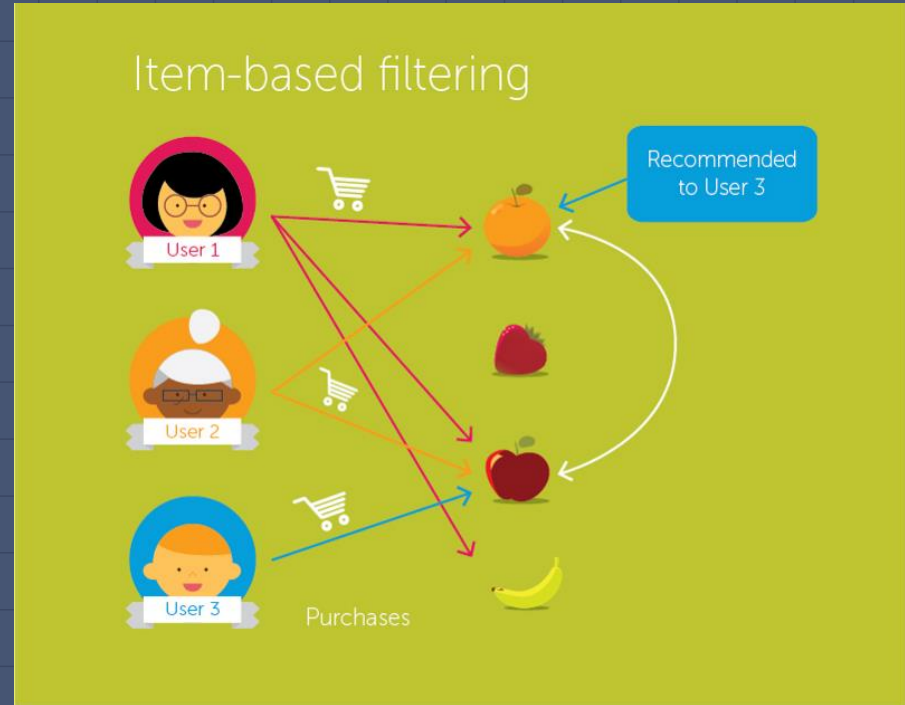 Item-based filtering
Recommended
to User 3
User 1
User 2
User 3
Purchases